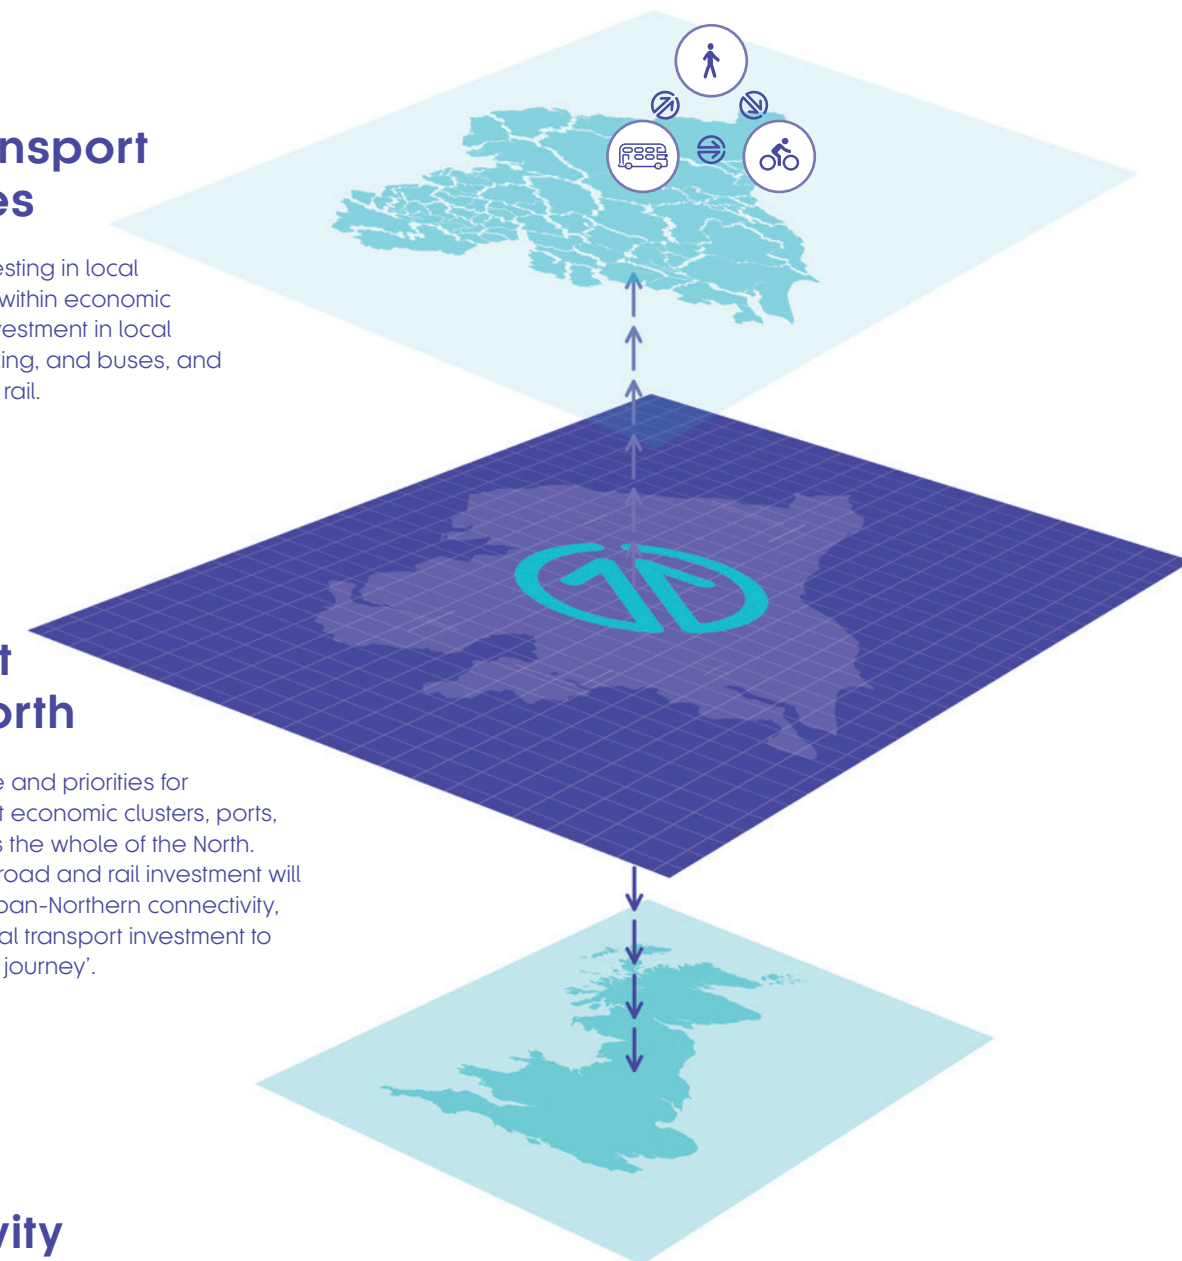 nsport
es
esting in local
within economic
vestment in local
ing, and buses, and
rail.
t
orth
e and priorities for
t economic clusters, ports,
s the whole of the North.
road and rail investment will
pan-Northern connectivity,
al transport investment to
journey’.
vity